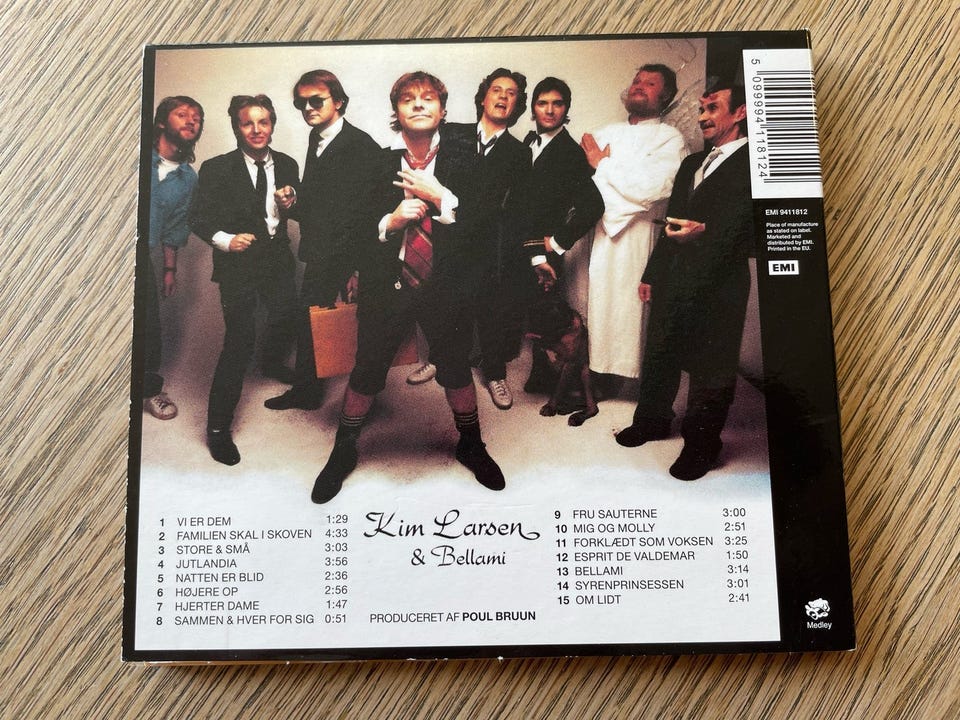 5 099994 118124
EMI 9411812
Place of manufacture
as stated on label.
Marketed and
distributed by EMI.
Printed in the EU.
EMI
1 VI ER DEM 1:29
2 FAMILIEN SKAL I SKOVEN 4:33
3 STORE & SMÅ 3:03
4 JUTLANDIA 3:56
5 NATTEN ER BLID 2:36
6 HØJERE OP 2:56
7 HJERTER DAME 1:47
8 SAMMEN & HVER FOR SIG 0:51
Kim Larsen
& Bellami
PRODUCERET AF POUL BRUUN
9 FRU SAUTERNE 3:00
10 MIG OG MOLLY 2:51
11 FORKLÆDT SOM VOKSEN 3:25
12 ESPRIT DE VALDEMAR 1:50
13 BELLAMI 3:14
14 SYRENPRINSESSEN 3:01
15 OM LIDT 2:41
Medley